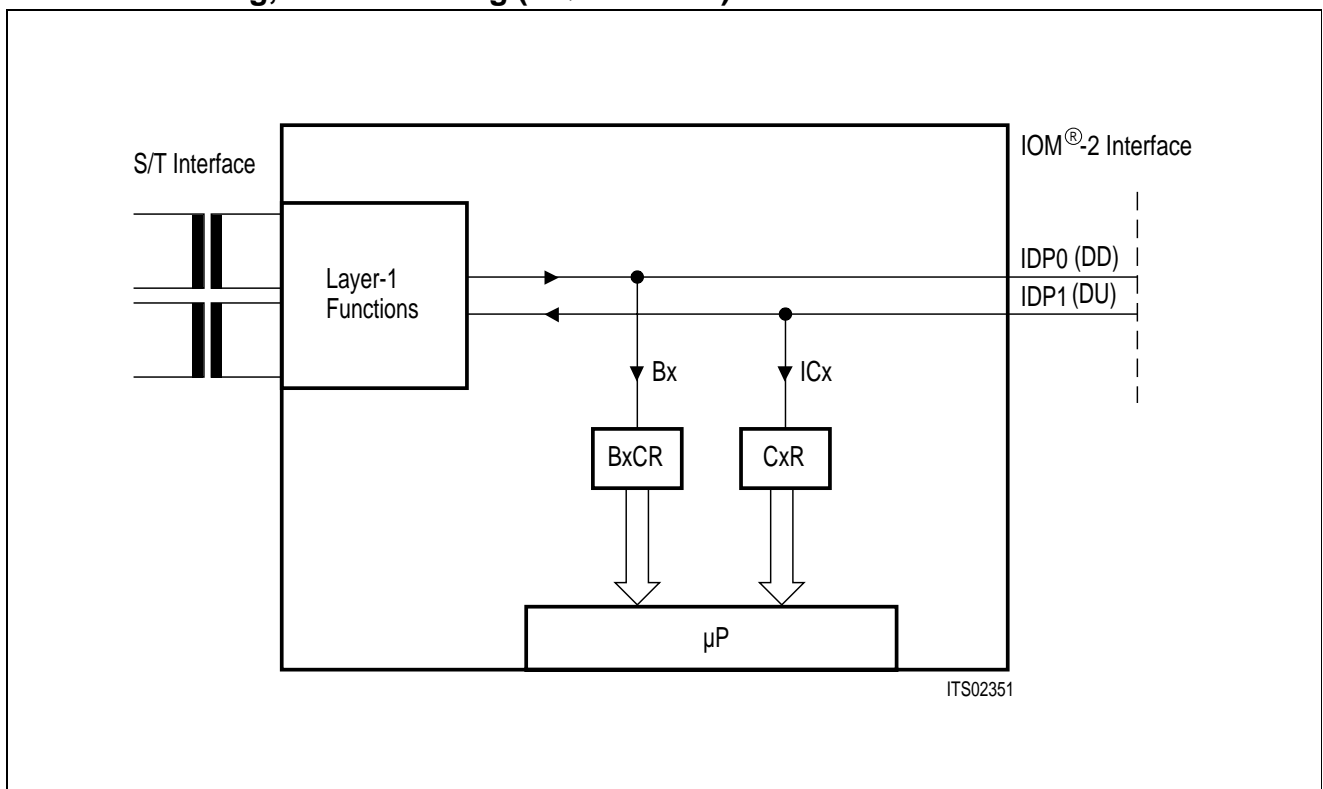 S/T Interface
IOM®-2 Interface
Layer-1
Functions
IDP0 (DD)
IDP1 (DU)
Bx
ICx
BxCR
CxR
µP
ITS02351